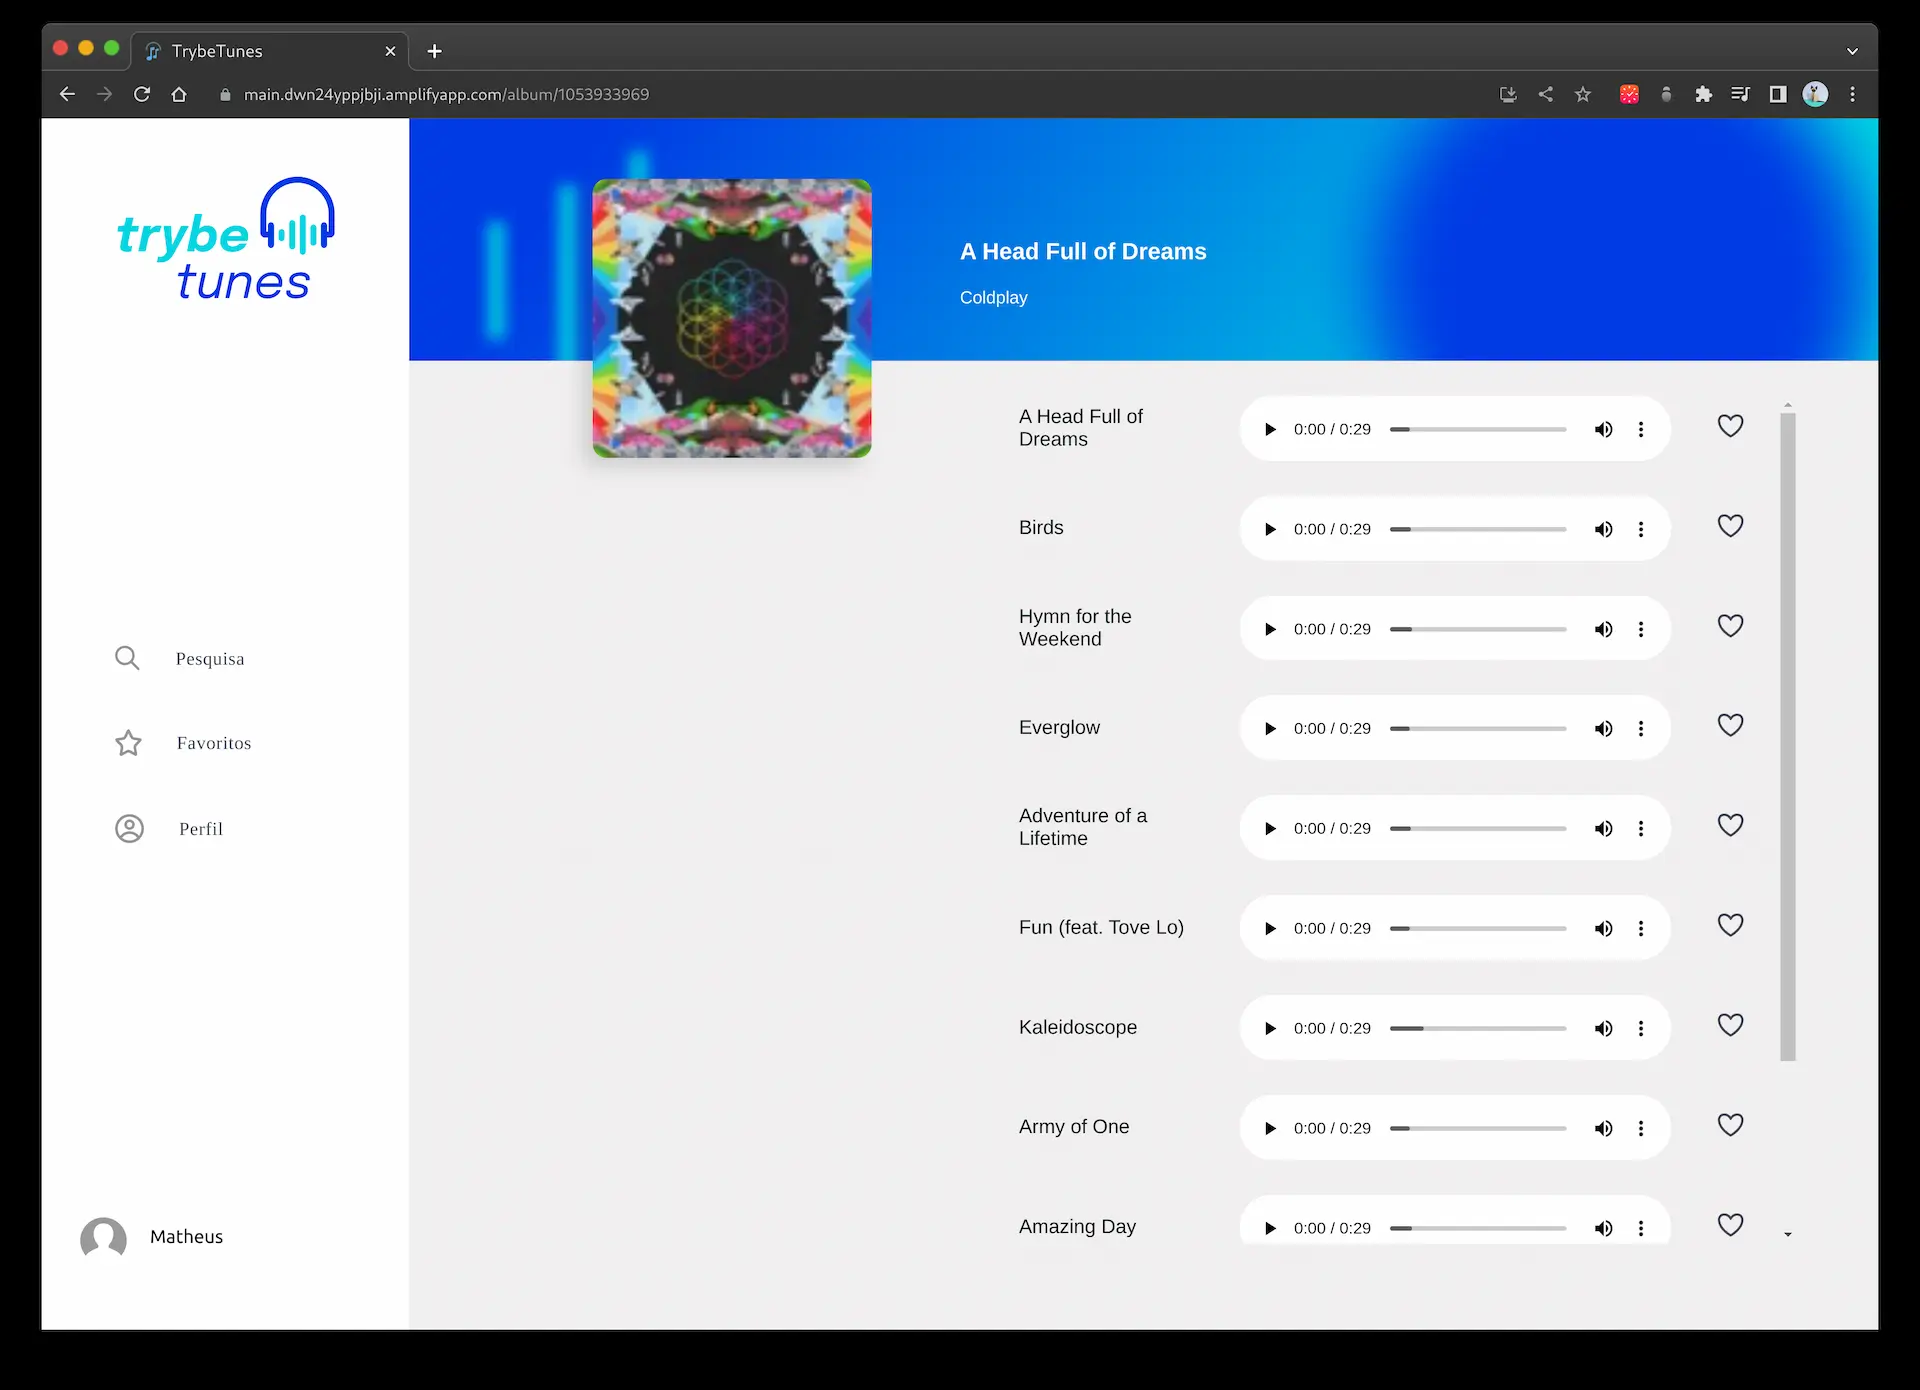 TrybeTunes
main.dwn24yppjbji.amplifyapp.com/album/1053933969
trybe
tunes
Pesquisa
Favoritos
Perfil
Matheus
A Head Full of Dreams
Coldplay
A Head Full of
Dreams
0:00 / 0:29
Birds
0:00 / 0:29
Hymn for the
Weekend
0:00 / 0:29
Everglow
0:00 / 0:29
Adventure of a
Lifetime
0:00 / 0:29
Fun (feat. Tove Lo)
0:00 / 0:29
Kaleidoscope
0:00 / 0:29
Army of One
0:00 / 0:29
Amazing Day
0:00 / 0:29